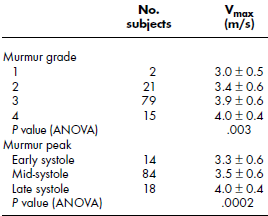 No. subjects Vmax (m/s)
Murmur grade
1 2 3.0 ± 0.5
2 21 3.4 ± 0.6
3 79 3.9 ± 0.6
4 15 4.0 ± 0.4
P value (ANOVA) .003
Murmur peak
Early systole 14 3.3 ± 0.6
Mid-systole 84 3.5 ± 0.6
Late systole 18 4.0 ± 0.4
P value (ANOVA) .0002